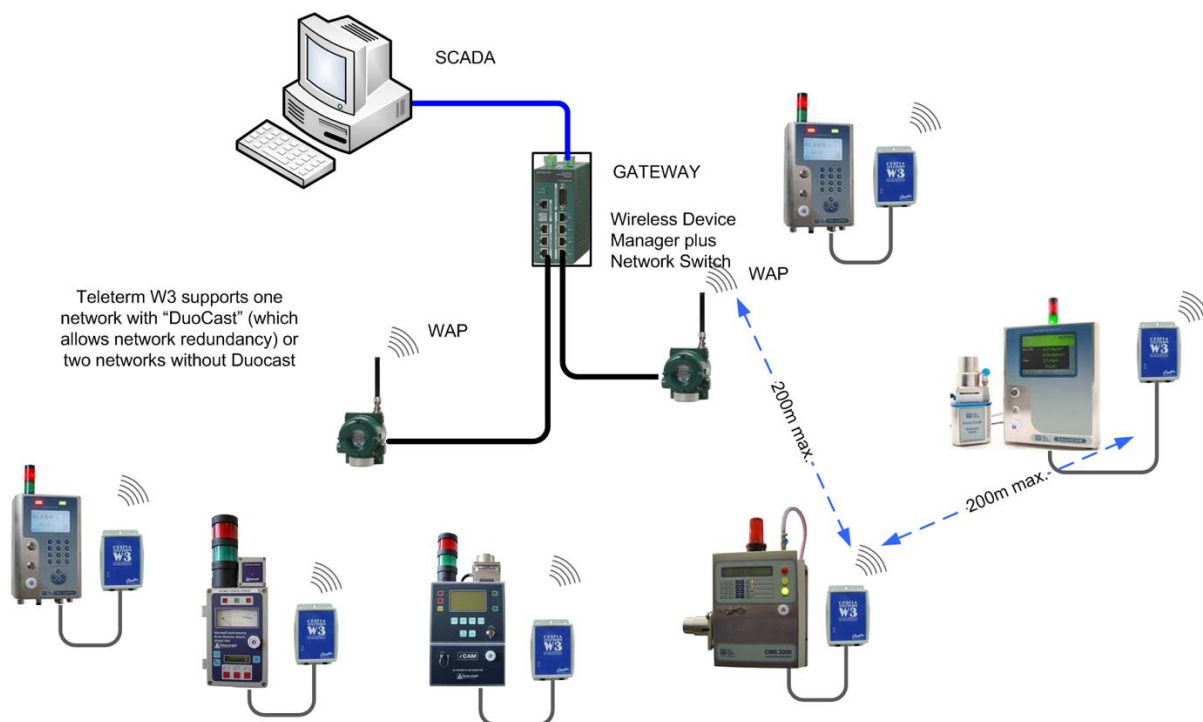 SCADA
GATEWAY
Wireless Device
Manager plus
Network Switch
WAP
Teleterm W3 supports one
network with “DuoCast” (which
allows network redundancy) or
two networks without Duocast
WAP
200m max.
200m max.
W3
W3
W3
W3
W3
W3
CMS 2000